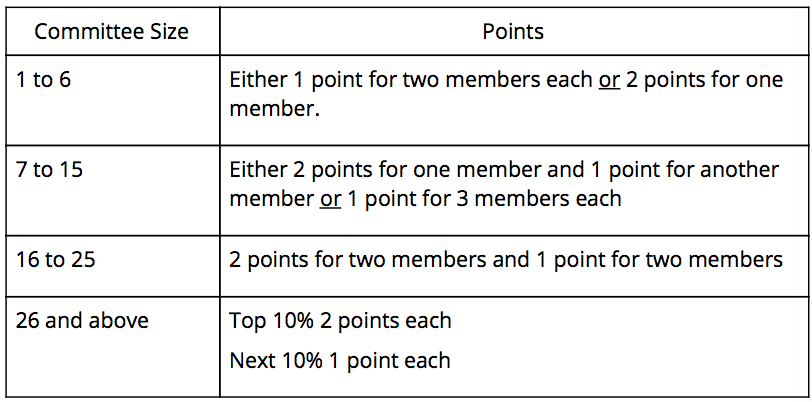 Committee Size Points
1 to 6 Either 1 point for two members each or 2 points for one
member.
7 to 15 Either 2 points for one member and 1 point for another
member or 1 point for 3 members each
16 to 25 2 points for two members and 1 point for two members
26 and above Top 10% 2 points each
Next 10% 1 point each